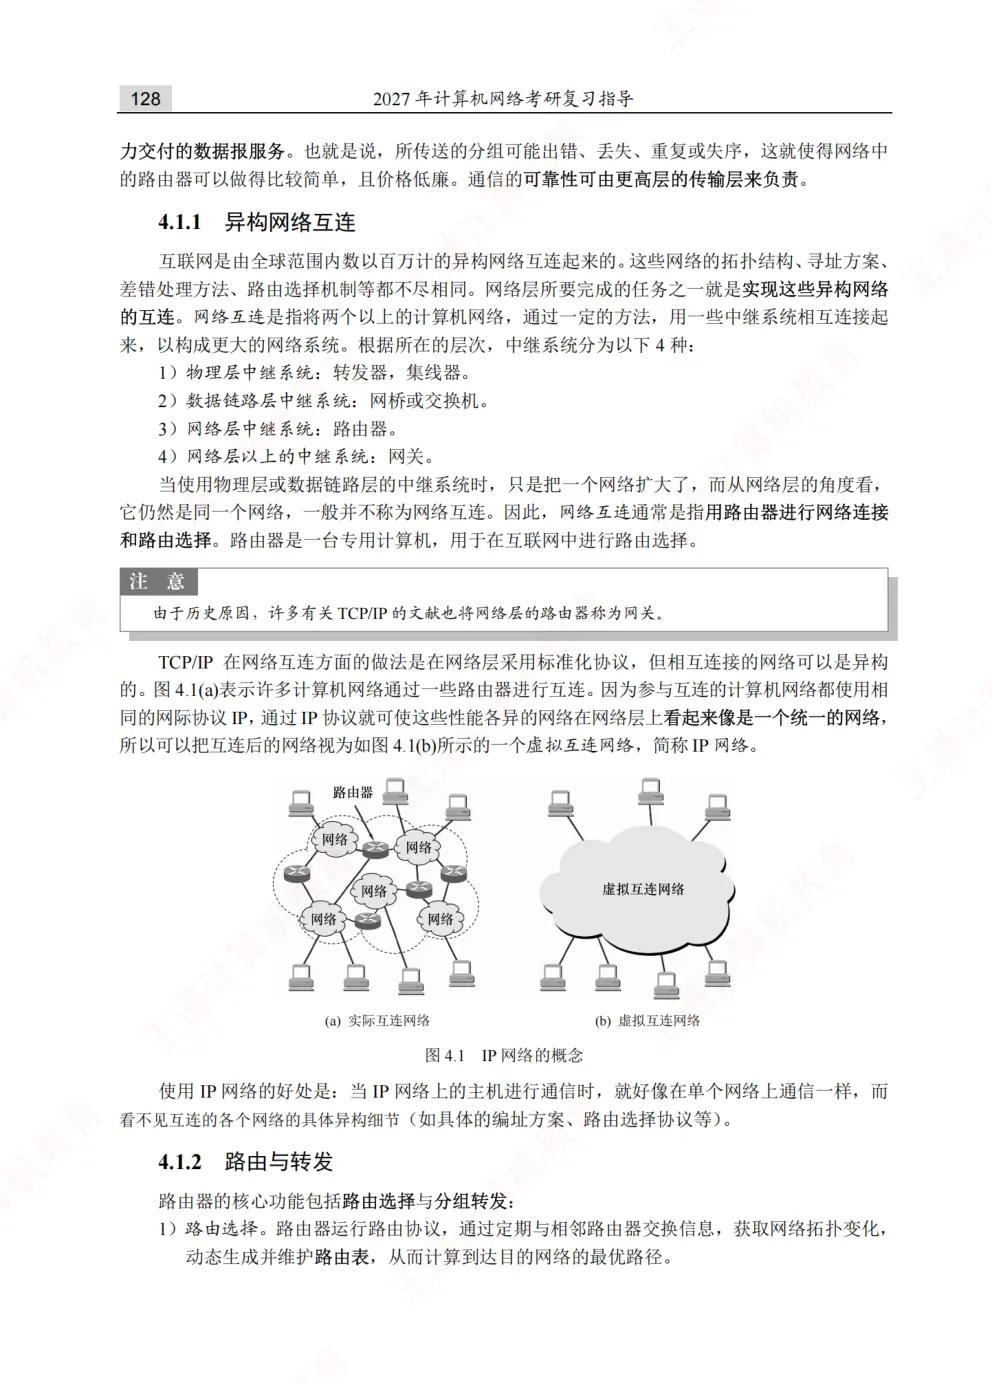 128
2027 年计算机网络考研复习指导
力交付的数据报服务。也就是说，所传送的分组可能出错、丢失、重复或失序，这就使得网络中
的路由器可以做得比较简单，且价格低廉。通信的可靠性可由更高层的传输层来负责。
4.1.1 异构网络互连
互联网是由全球范围内数以百万计的异构网络互连起来的。这些网络的拓扑结构、寻址方案、
差错处理方法、路由选择机制等都不尽相同。网络层所要完成的任务之一就是实现这些异构网络
的互连。网络互连是指将两个以上的计算机网络，通过一定的方法，用一些中继系统相互连接起
来，以构成更大的网络系统。根据所在的层次，中继系统分为以下 4 种：
1）物理层中继系统：转发器，集线器。
2）数据链路层中继系统：网桥或交换机。
3）网络层中继系统：路由器。
4）网络层以上的中继系统：网关。
当使用物理层或数据链路层的中继系统时，只是把一个网络扩大了，而从网络层的角度看，
它仍然是同一个网络，一般并不称为网络互连。因此，网络互连通常是指用路由器进行网络连接
和路由选择。路由器是一台专用计算机，用于在互联网中进行路由选择。
注 意
由于历史原因，许多有关 TCP/IP 的文献也将网络层的路由器称为网关。
TCP/IP 在网络互连方面的做法是在网络层采用标准化协议，但相互连接的网络可以是异构
的。图 4.1(a)表示许多计算机网络通过一些路由器进行互连。因为参与互连的计算机网络都使用相
同的网际协议 IP，通过 IP 协议就可使这些性能各异的网络在网络层上看起来像是一个统一的网络，
所以可以把互连后的网络视为如图 4.1(b)所示的一个虚拟互连网络，简称 IP 网络。
路由器
网络
网络
网络
网络
网络
虚拟互连网络
(a) 实际互连网络
(b) 虚拟互连网络
图 4.1 IP 网络的概念
使用 IP 网络的好处是：当 IP 网络上的主机进行通信时，就好像在单个网络上通信一样，而
看不见互连的各个网络的具体异构细节（如具体的编址方案、路由选择协议等）。
4.1.2 路由与转发
路由器的核心功能包括路由选择与分组转发：
1）路由选择。路由器运行路由协议，通过定期与相邻路由器交换信息，获取网络拓扑变化，
动态生成并维护路由表，从而计算到达目的网络的最优路径。
王道计算机教育